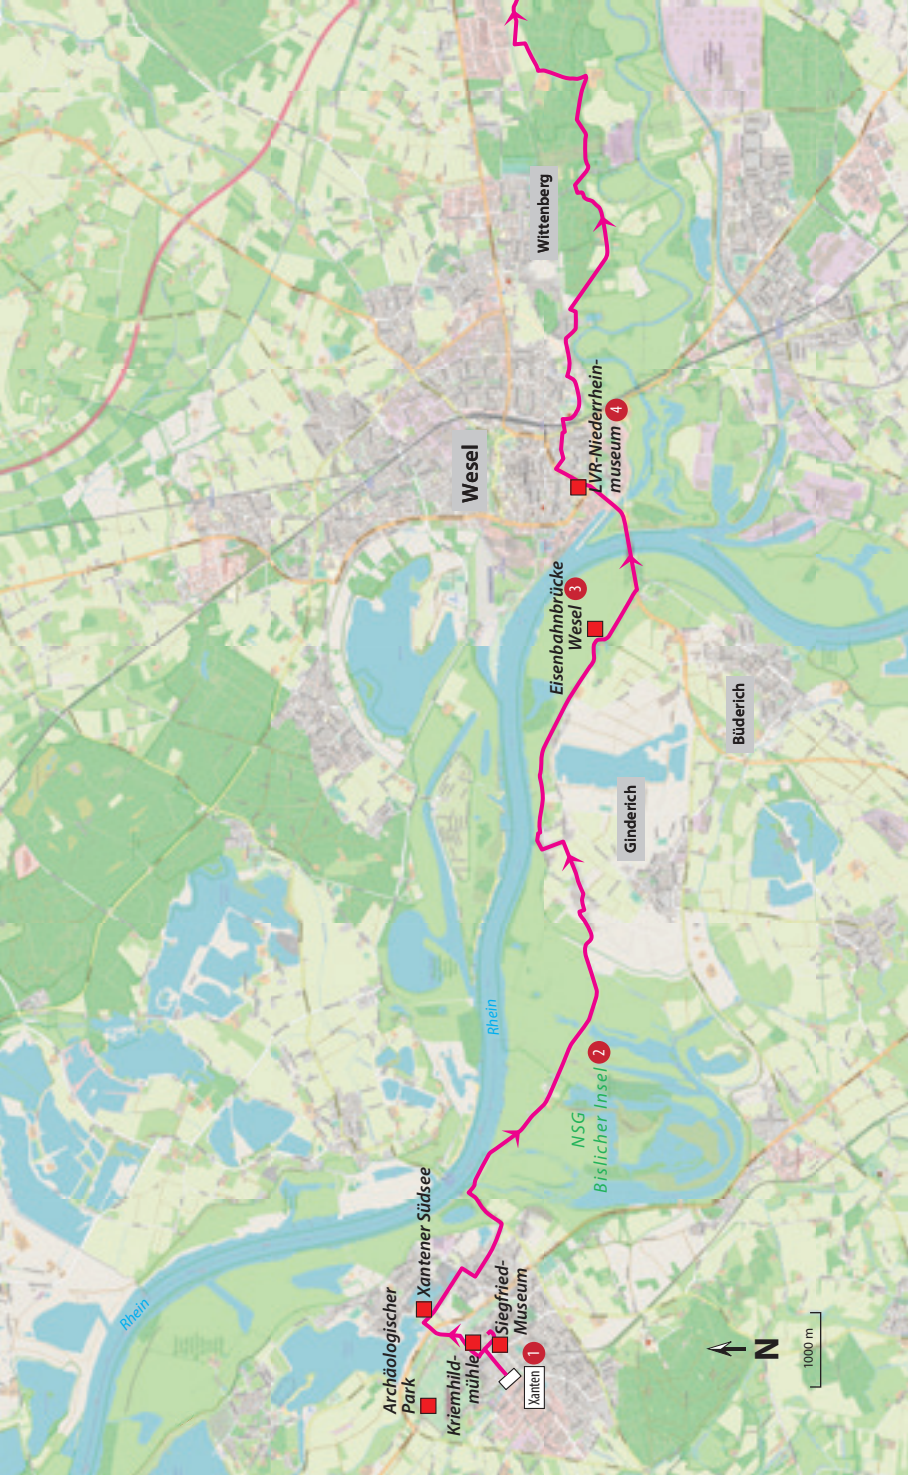 Rhein
Archäologischer
Park
Xantener Südsee
Kriemhild-
mühle
Siegfried-
Museum
1
Xanten
N
1000 m
Rhein
NSG
Bislicher Insel
2
Ginderich
Büderich
Eisenbahnbrücke
Wesel
3
Wesel
LVR-Niederrhein-
museum
4
Wittenberg